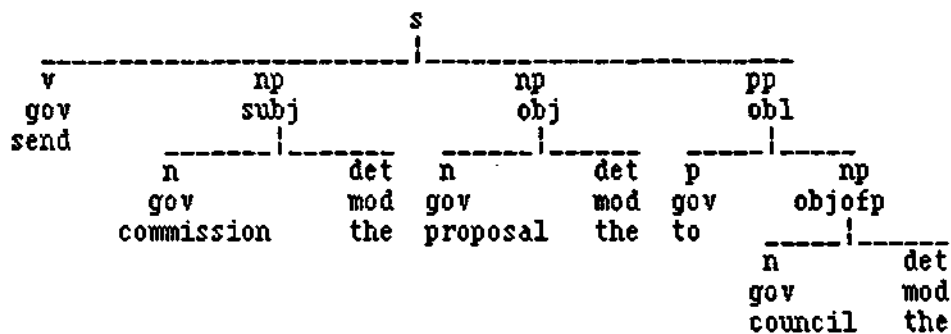 s
v np np pp
gov subj obj obl
send
n det n det p np
gov mod gov mod gov objofp
commission the proposal the to
n det
gov mod
council the